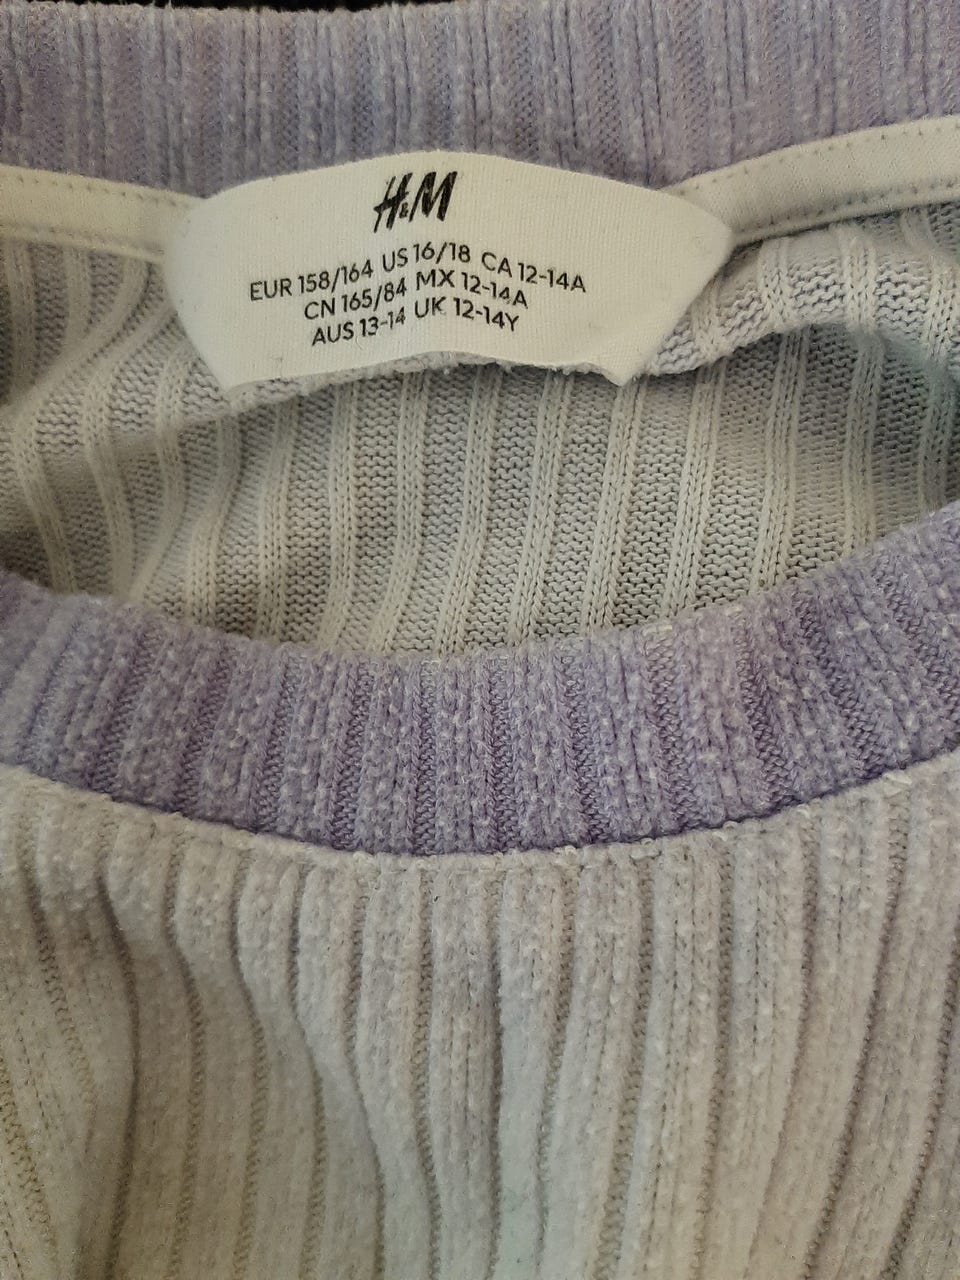 H&M
EUR 158/164 US 16/18 CA 12-14A
CN 165/84 MX 12-14A
AUS 13-14 UK 12-14Y